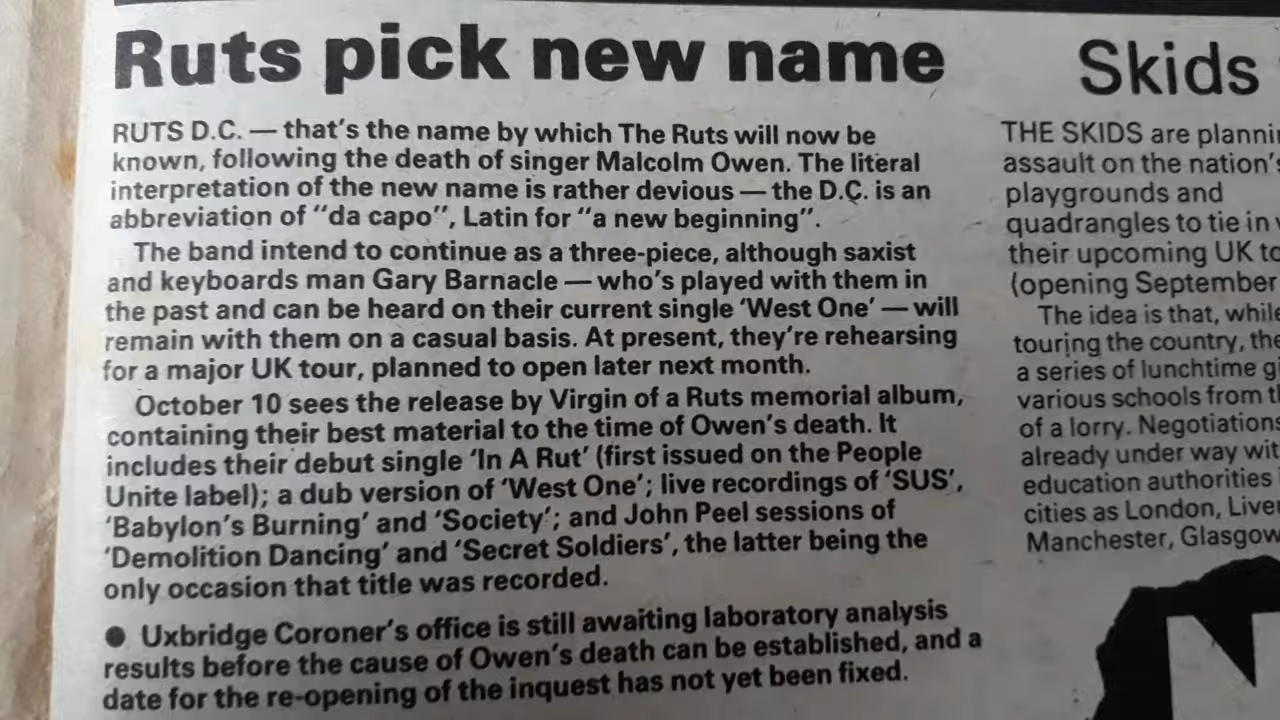 Ruts pick new name
RUTS D.C. — that's the name by which The Ruts will now be
known, following the death of singer Malcolm Owen. The literal
interpretation of the new name is rather devious — the D.C. is an
abbreviation of "da capo", Latin for "a new beginning".
The band intend to continue as a three-piece, although saxist
and keyboards man Gary Barnacle — who's played with them in
the past and can be heard on their current single 'West One' — will
remain with them on a casual basis. At present, they're rehearsing
for a major UK tour, planned to open later next month.
October 10 sees the release by Virgin of a Ruts memorial album,
containing their best material to the time of Owen's death. It
includes their debut single 'In A Rut' (first issued on the People
Unite label); a dub version of 'West One'; live recordings of 'SUS',
'Babylon's Burning' and 'Society'; and John Peel sessions of
'Demolition Dancing' and 'Secret Soldiers', the latter being the
only occasion that title was recorded.
● Uxbridge Coroner's office is still awaiting laboratory analysis
results before the cause of Owen's death can be established, and a
date for the re-opening of the inquest has not yet been fixed.
Skids
THE SKIDS are
assault on the nation's
playgrounds and
quadrangles to tie in
their upcoming UK
(opening September
The idea is that, while
touring the country,
a series of lunchtime
various schools from
of a lorry. Negotiations
already under way
education authorities
cities as London,
Manchester, Glasgow